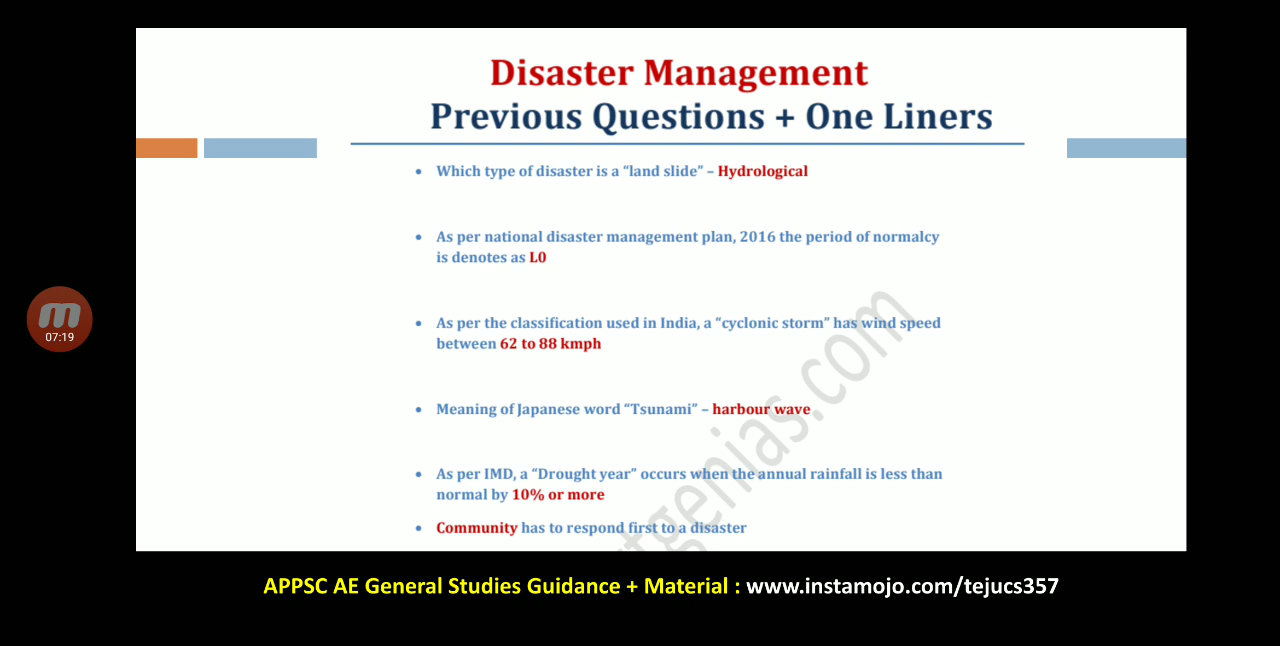 Disaster Management
Previous Questions + One Liners
• Which type of disaster is a “land slide” – Hydrological
• As per national disaster management plan, 2016 the period of normalcy
is denotes as L0
• As per the classification used in India, a “cyclonic storm” has wind speed
between 62 to 88 kmph
• Meaning of Japanese word “Tsunami” – harbour wave
• As per IMD, a “Drought year” occurs when the annual rainfall is less than
normal by 10% or more
• Community has to respond first to a disaster
07:19
APPSC AE General Studies Guidance + Material : www.instamojo.com/tejucs357